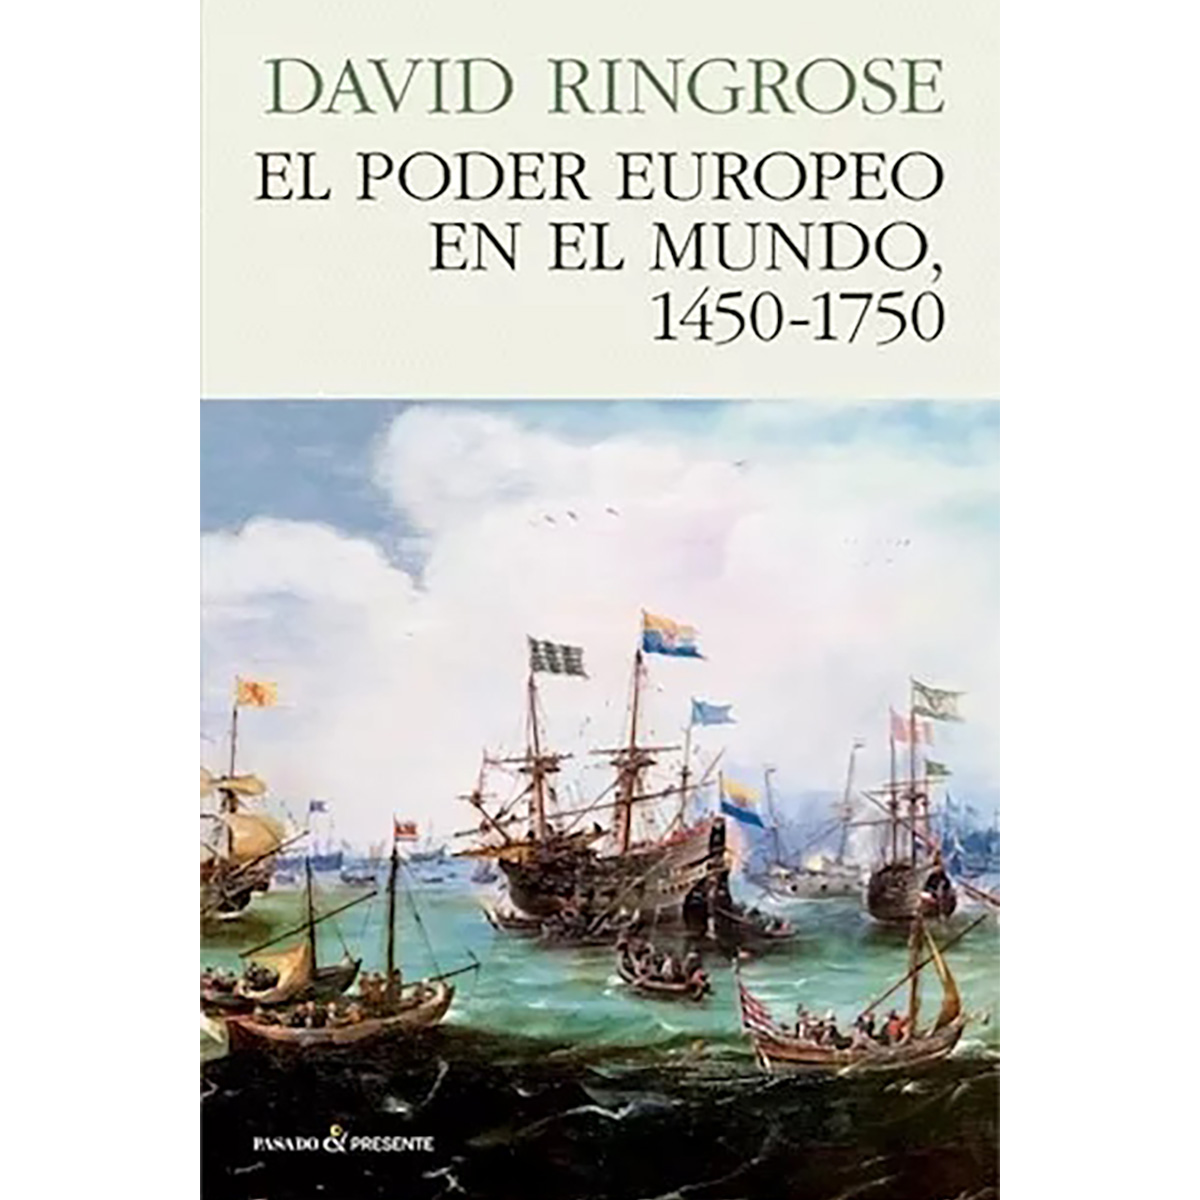 DAVID RINGROSE
EL PODER EUROPEO
EN EL MUNDO,
1450-1750
PASADO & PRESENTE